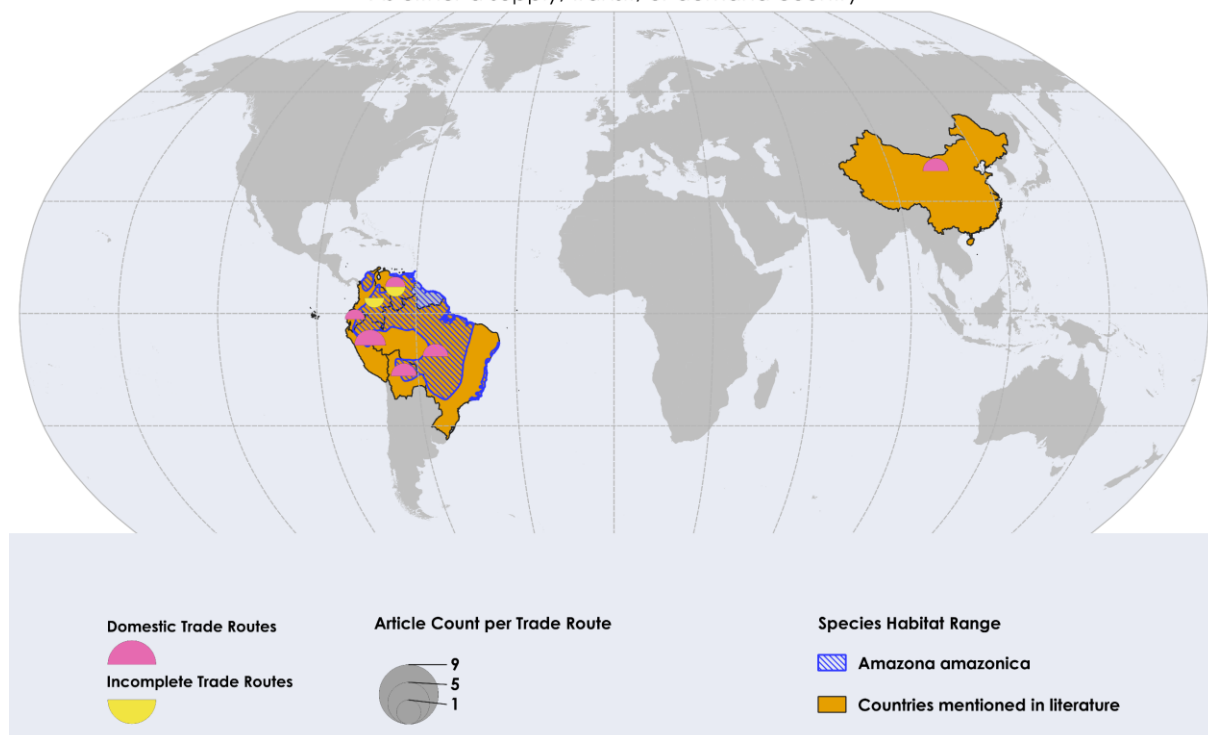 Domestic Trade Routes
Incomplete Trade Routes
Article Count per Trade Route
9
5
1
Species Habitat Range
Amazona amazonica
Countries mentioned in literature